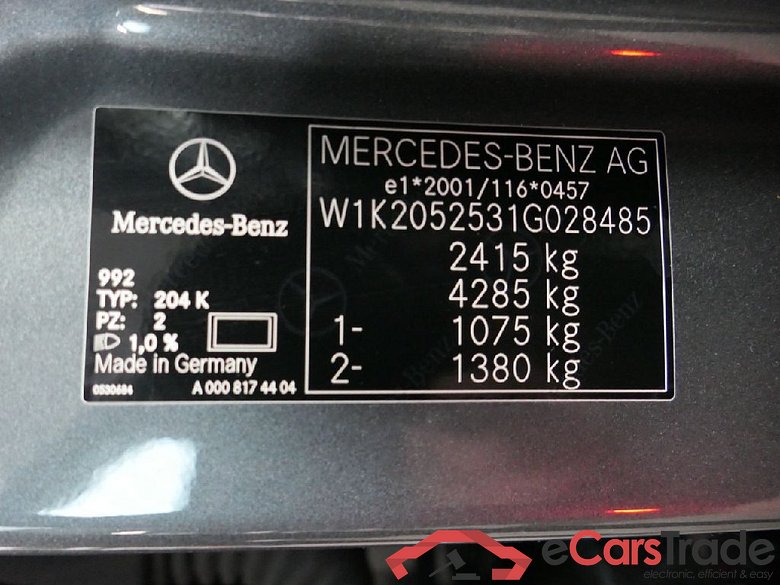 Mercedes-Benz
992
TYP: 204 K
PZ: 2
1,0 %
Made in Germany
0530684 A 000 817 44 04
MERCEDES-BENZ AG
e1*2001/116*0457
W1K2052531G028485
2415 kg
4285 kg
1- 1075 kg
2- 1380 kg
eCarsTrade
electronic, efficient & easy